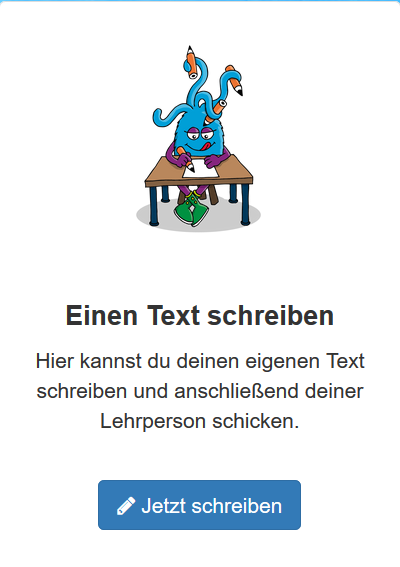 Einen Text schreiben
Hier kannst du deinen eigenen Text
schreiben und anschließend deiner
Lehrperson schicken.
Jetzt schreiben